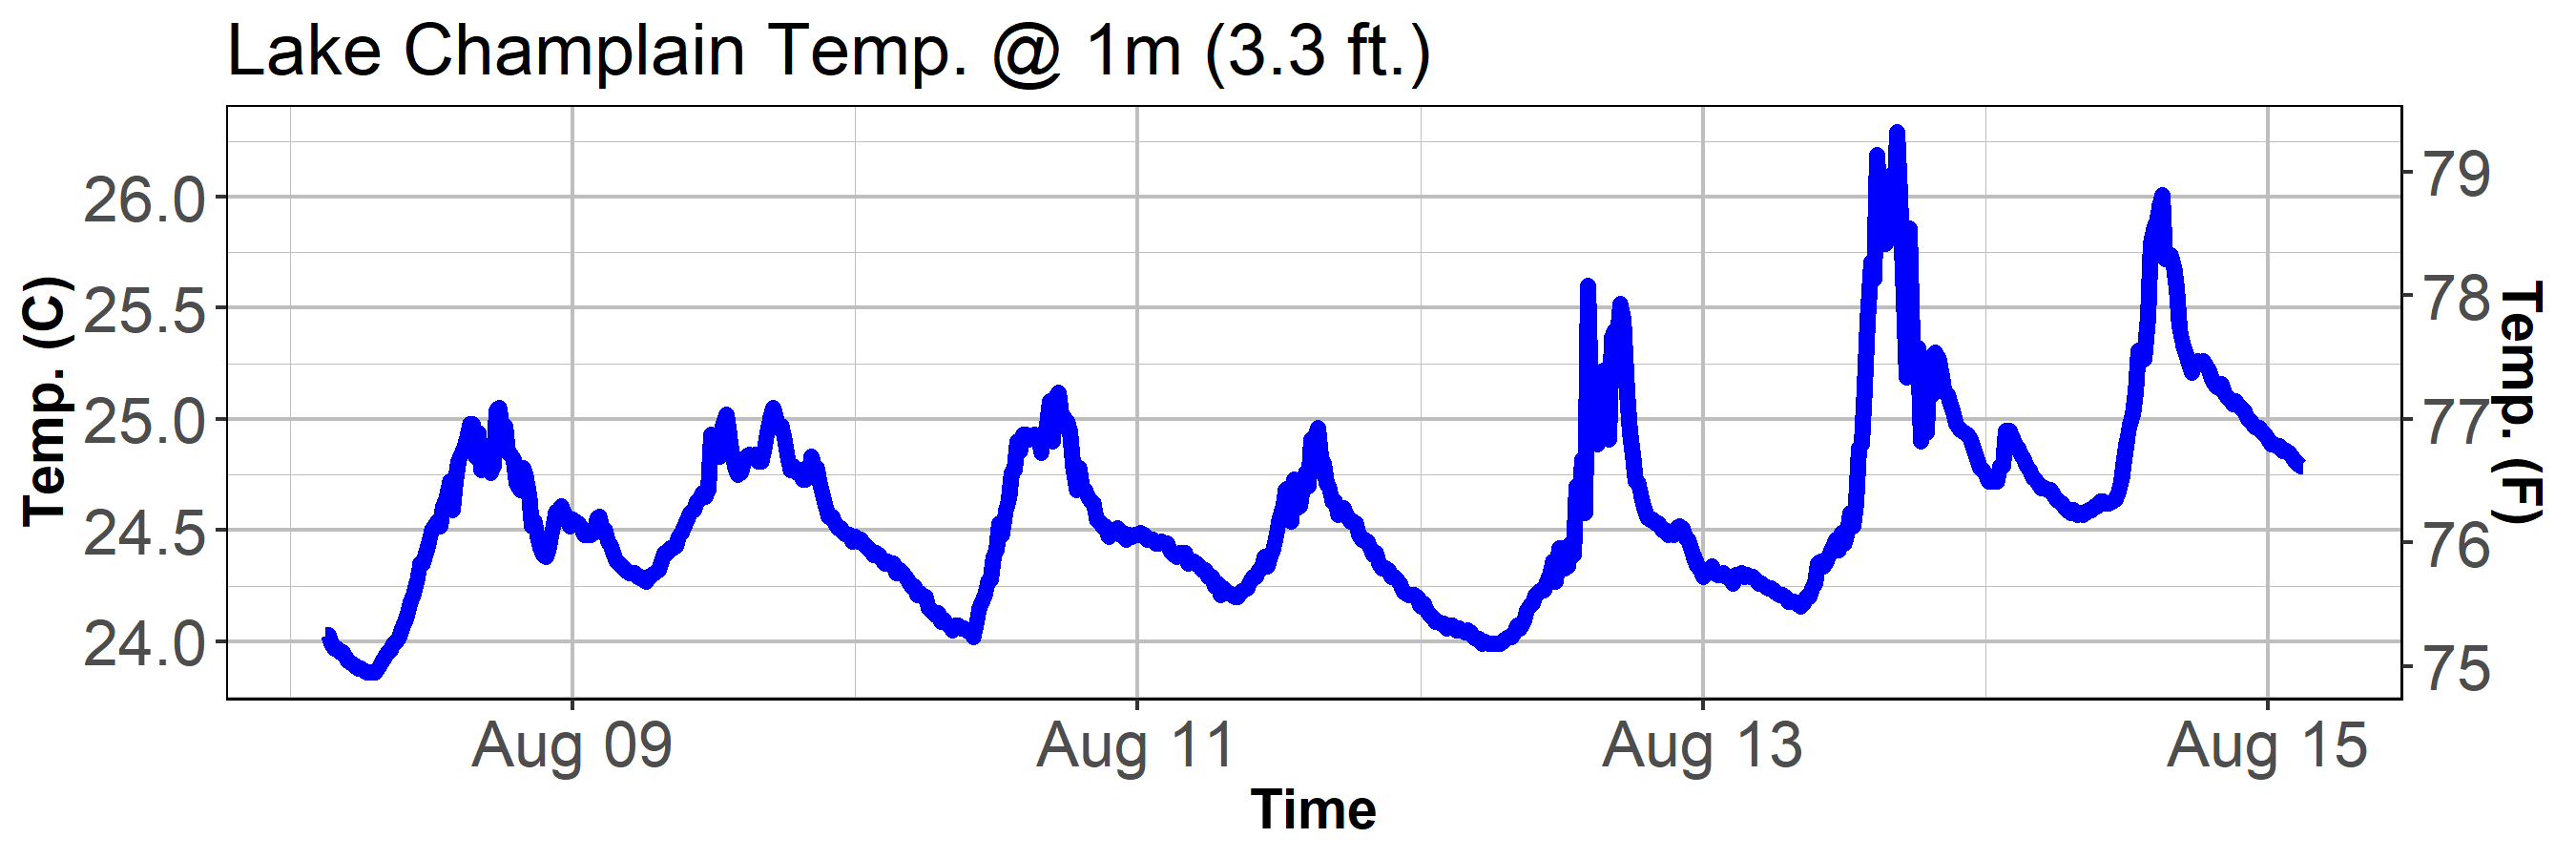 Lake Champlain Temp. @ 1m (3.3 ft.)
Temp. (C)
26.0
25.5
25.0
24.5
24.0
79
78
77
76
75
Temp. (F)
Aug 09 Aug 11 Aug 13 Aug 15
Time